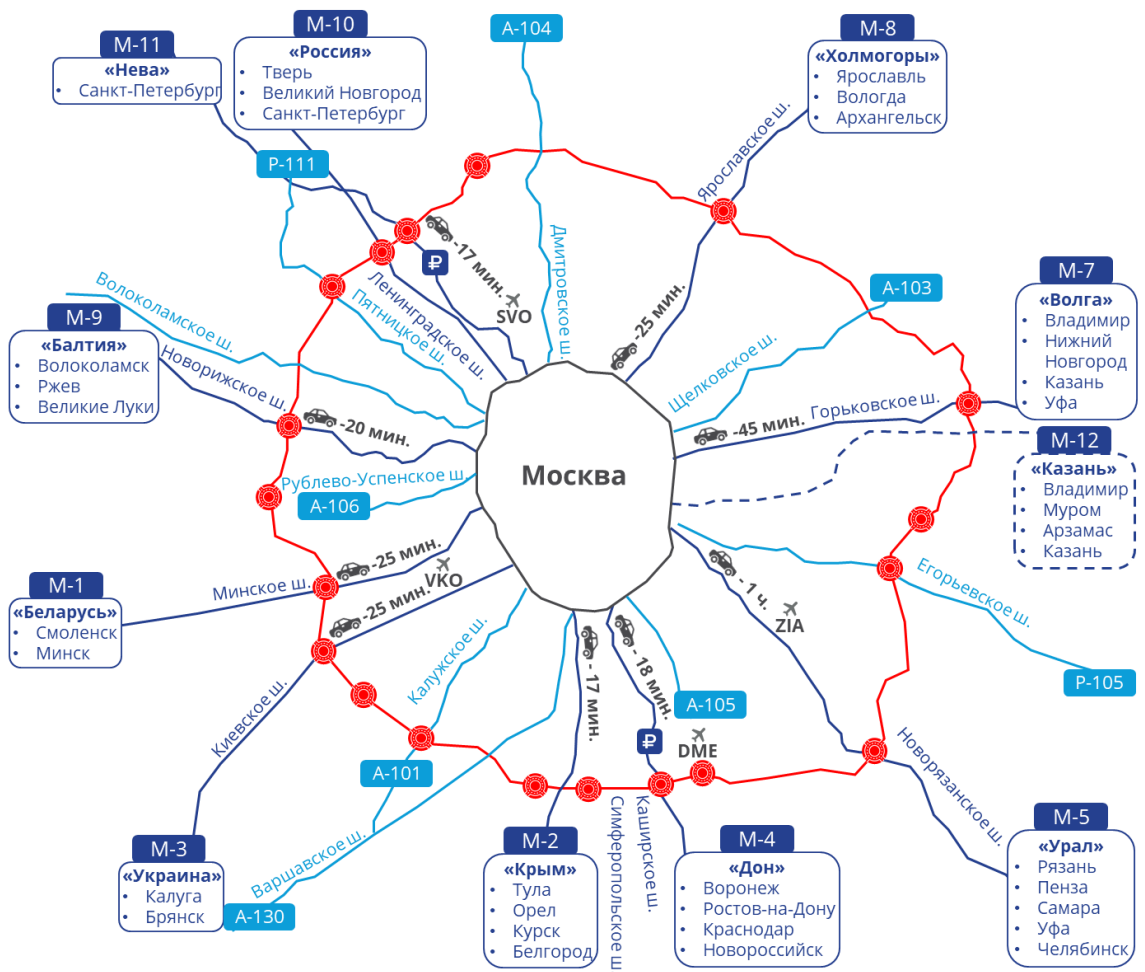 М-10
А-104
М-8
М-11
«Россия»
• Тверь
• Великий Новгород
• Санкт-Петербург
«Нева»
• Санкт-Петербург
«Холмогоры»
• Ярославль
• Вологда
• Архангельск
Ярославское ш.
Р-111
-17 мин.
SVO
Дмитровское ш.
Ленинградское ш.
Пятницкое ш.
Волоколамское ш.
-25 мин.
А-103
Щелковское ш.
М-7
«Волга»
• Владимир
• Нижний
Новгород
• Казань
• Уфа
М-9
«Балтия»
• Волоколамск
• Ржев
• Великие Луки
Новорижское ш.
-20 мин.
-45 мин.
Горьковское ш.
М-12
«Казань»
• Владимир
• Муром
• Арзамас
• Казань
Москва
Рублево-Успенское ш.
А-106
-25 мин.
Минское ш.
М-1
«Беларусь»
• Смоленск
• Минск
VKO
-25 мин.
Киевское ш.
Калужское ш.
- 1 ч.
ZIA
Егорьевское ш.
Р-105
- 17 мин.
- 18 мин.
А-105
₽
₽
DME
А-101
Варшавское ш.
А-130
М-3
«Украина»
• Калуга
• Брянск
М-2
«Крым»
• Тула
• Орел
• Курск
• Белгород
Симферопольское ш
Каширское ш.
М-4
«Дон»
• Воронеж
• Ростов-на-Дону
• Краснодар
• Новороссийск
Новорязанское ш.
М-5
«Урал»
• Рязань
• Пенза
• Самара
• Уфа
• Челябинск